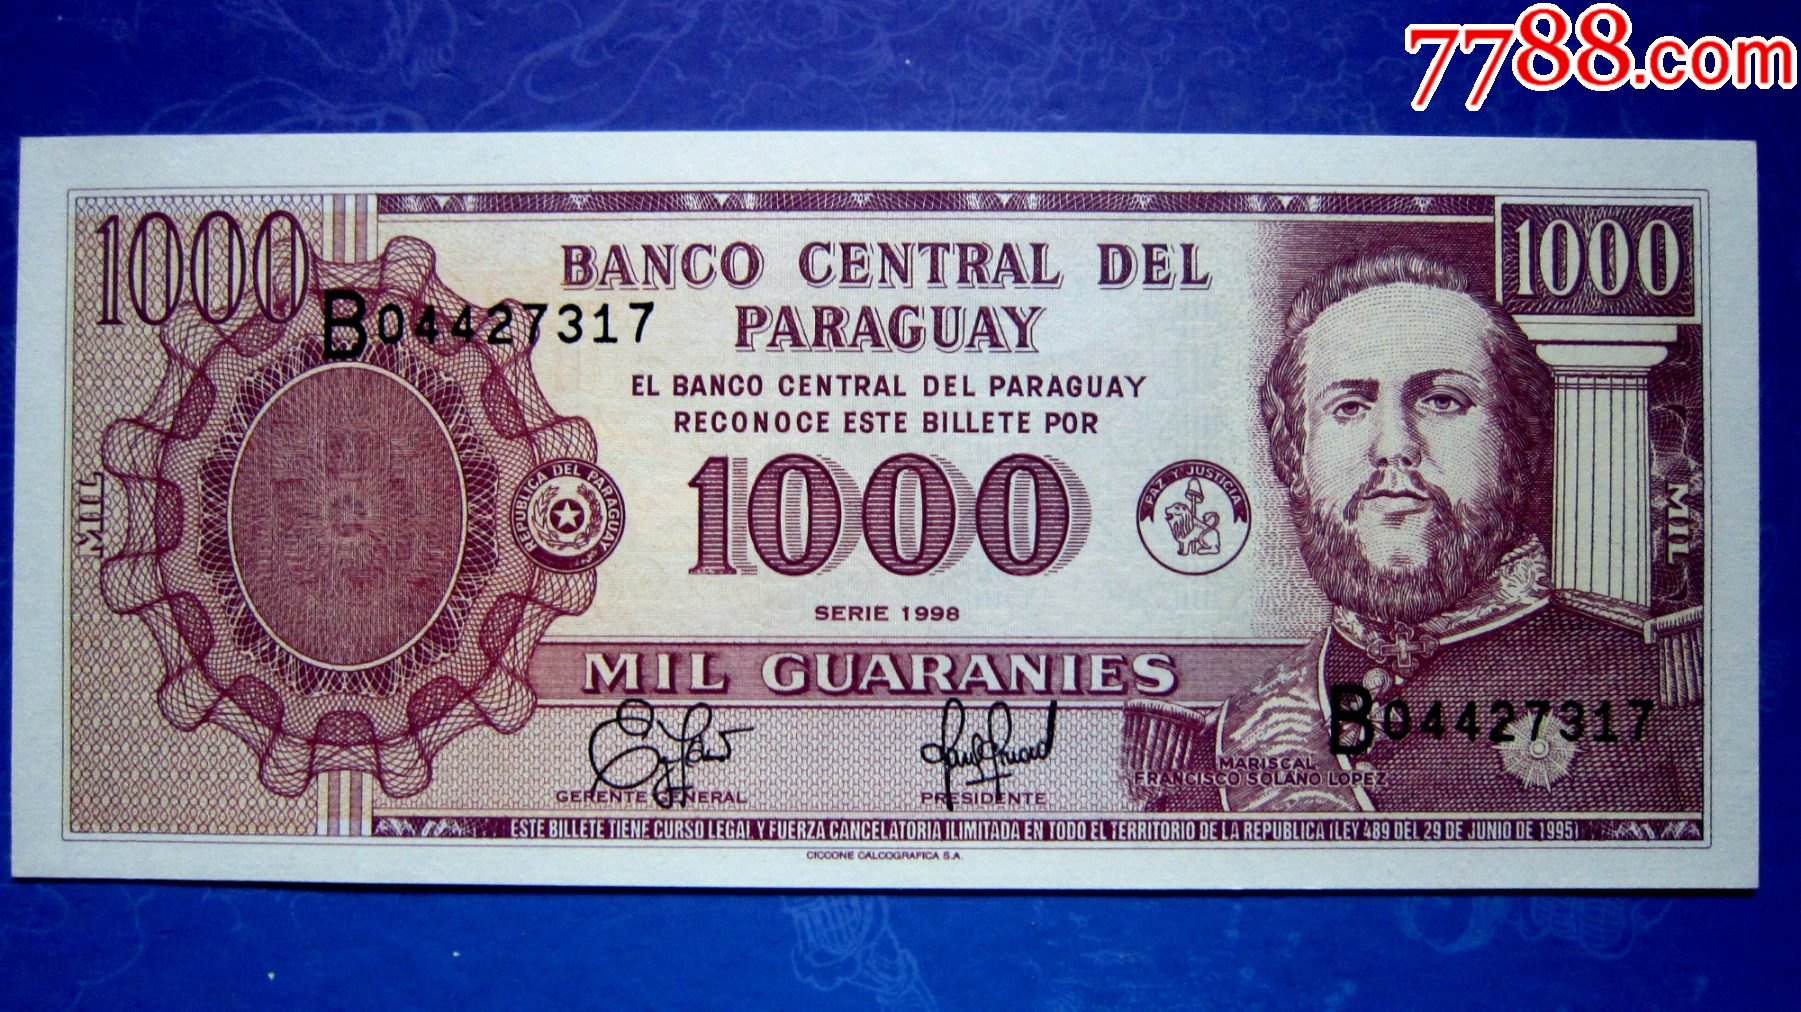 7788.com
1000
1000
BANCO CENTRAL DEL
PARAGUAY
B04427317
EL BANCO CENTRAL DEL PARAGUAY
RECONOCE ESTE BILLETE POR
1000
REPUBLICA DEL PARAGUAY
PAZ Y JUSTICIA
MIL
MIL
SERIE 1998
MIL GUARANIES
B04427317
GERENTE GENERAL
PRESIDENTE
MARISCAL
FRANCISCO SOLANO LOPEZ
ESTE BILLETE TIENE CURSO LEGAL Y FUERZA CANCELATORIA ILIMITADA EN TODO EL TERRITORIO DE LA REPUBLICA (LEY 489 DEL 29 DE JUNIO DE 1995)
CICCONE CALCOGRAFICA S.A.